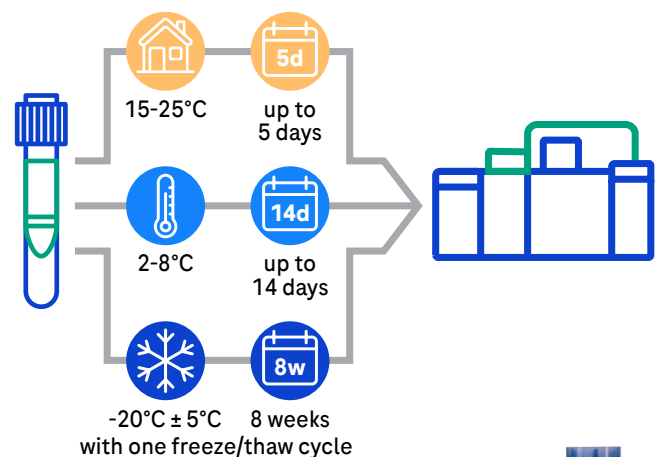 5d
15-25°C
up to
5 days
14d
2-8°C
up to
14 days
8w
-20°C ± 5°C 8 weeks
with one freeze/thaw cycle